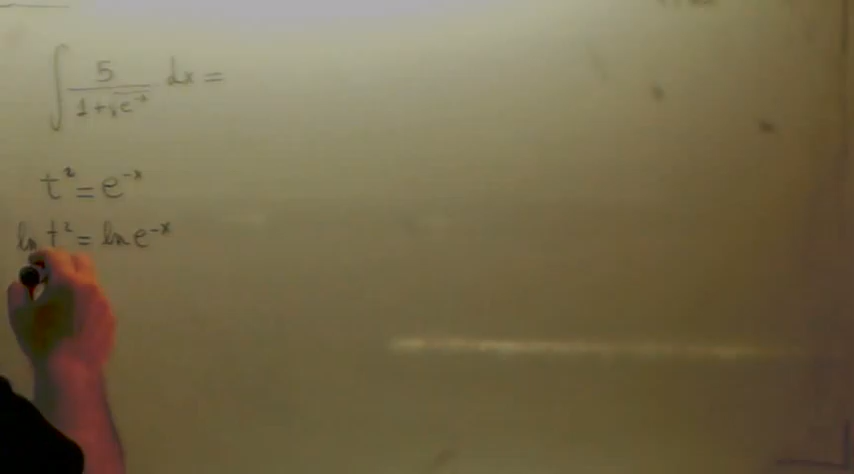 ∫ 5/(1+√e⁻ˣ) dx =
t² = e⁻ˣ
ln t² = ln e⁻ˣ